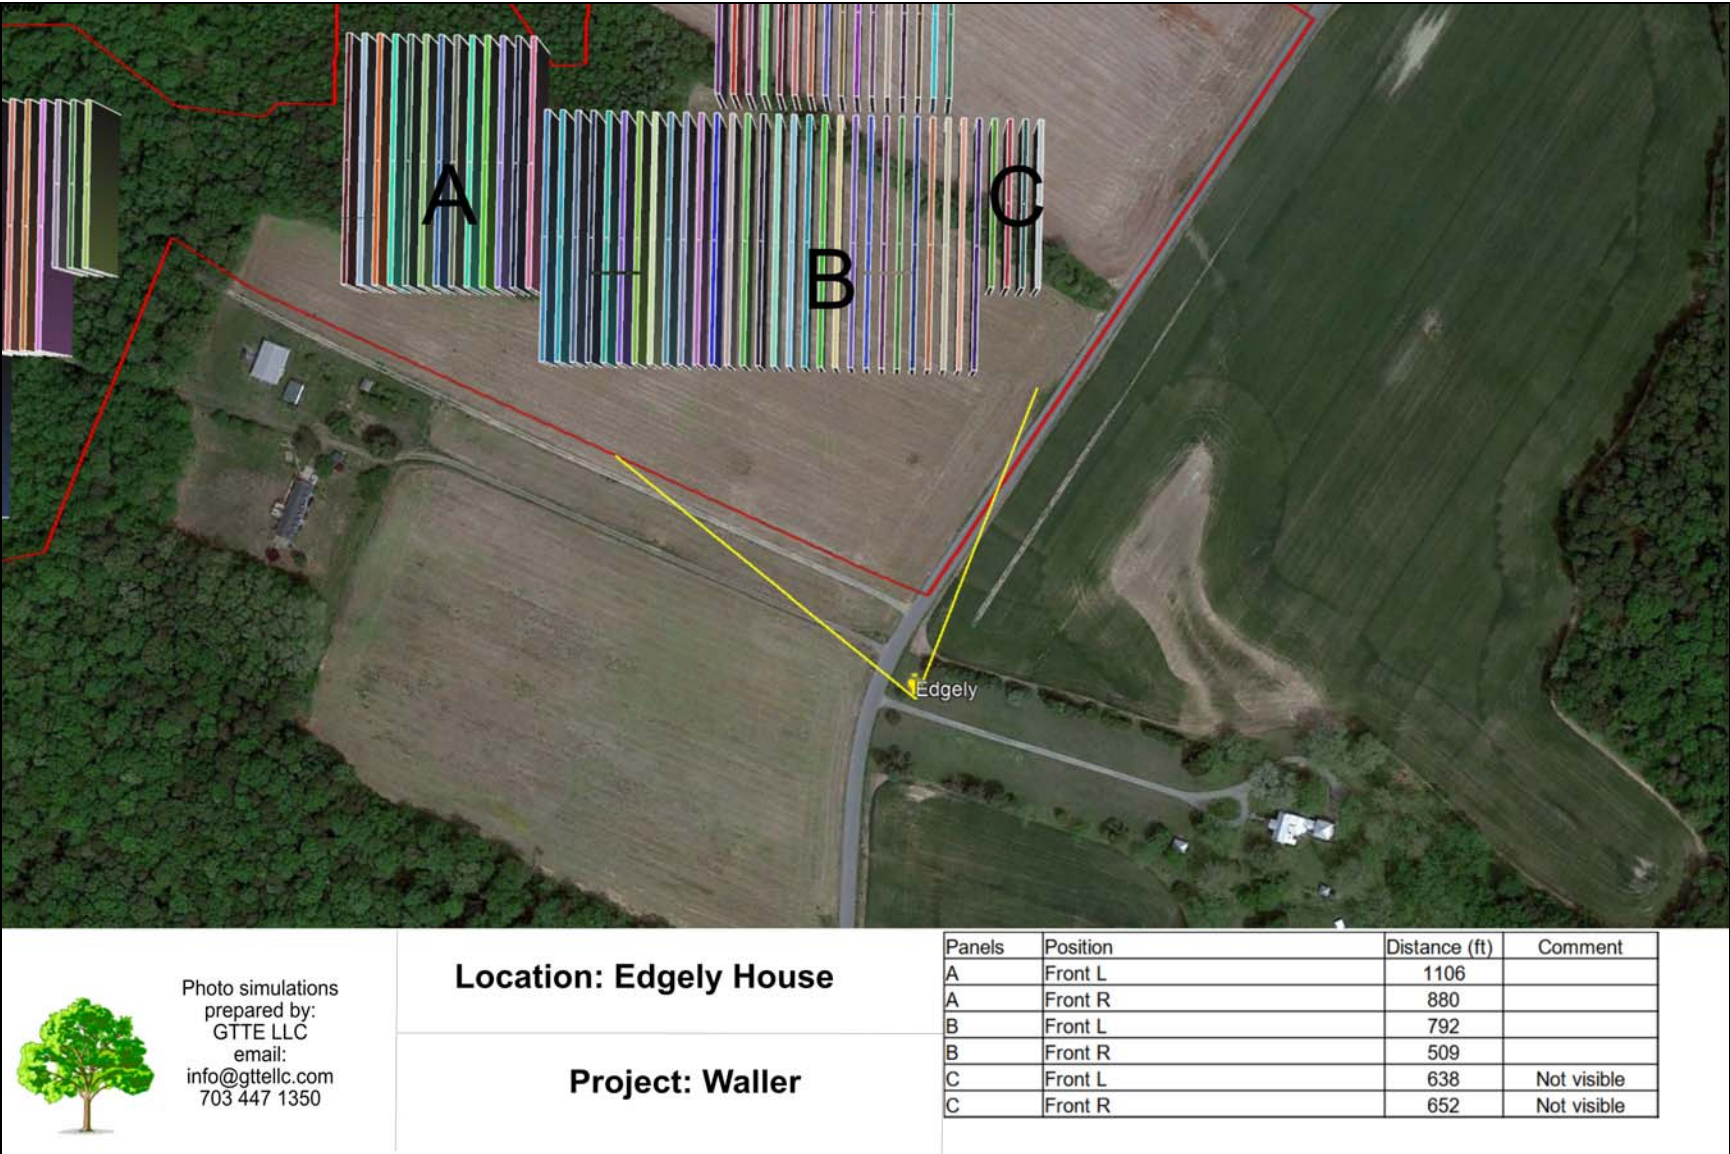 A
B
C
Edgely
Photo simulations
prepared by:
GTTE LLC
email:
info@gttellc.com
703 447 1350
Location: Edgely House
Project: Waller
Panels Position Distance (ft) Comment
A Front L 1106
A Front R 880
B Front L 792
B Front R 509
C Front L 638 Not visible
C Front R 652 Not visible